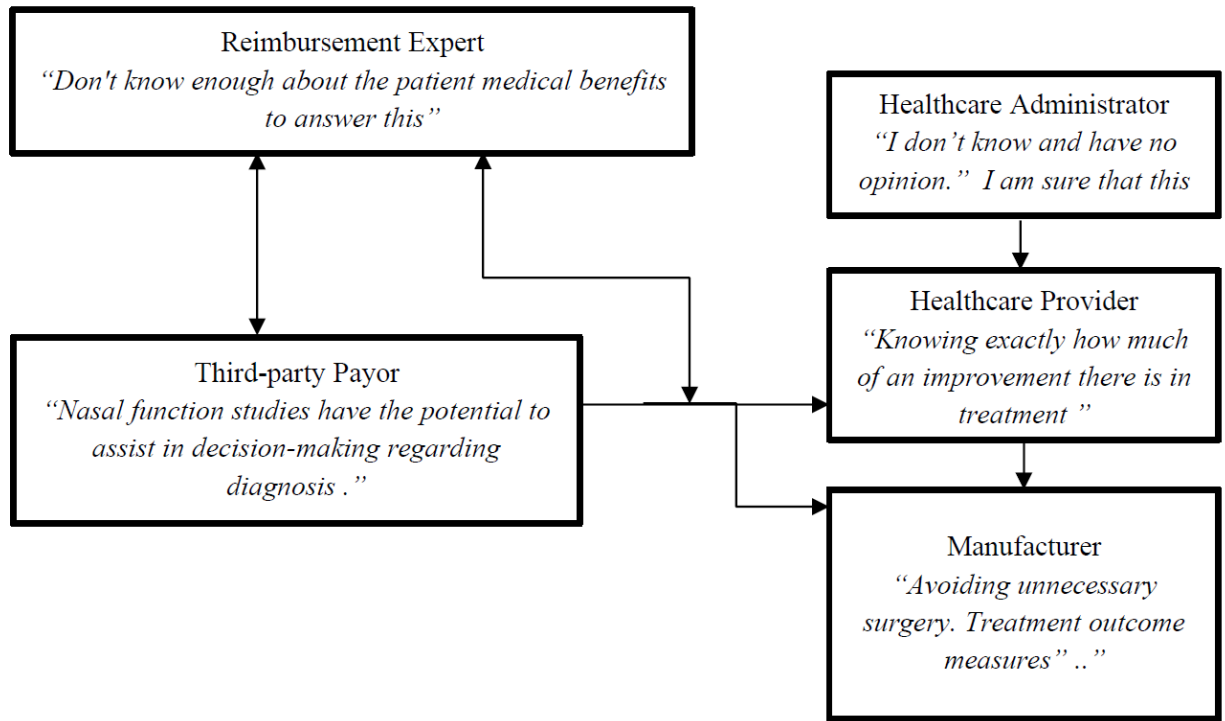 Reimbursement Expert
“Don't know enough about the patient medical benefits
to answer this”
Healthcare Administrator
“I don’t know and have no
opinion.”  I am sure that this
Healthcare Provider
“Knowing exactly how much
of an improvement there is in
treatment ”
Third-party Payor
“Nasal function studies have the potential to
assist in decision-making regarding
diagnosis .”
Manufacturer
“Avoiding unnecessary
surgery. Treatment outcome
measures” ..”